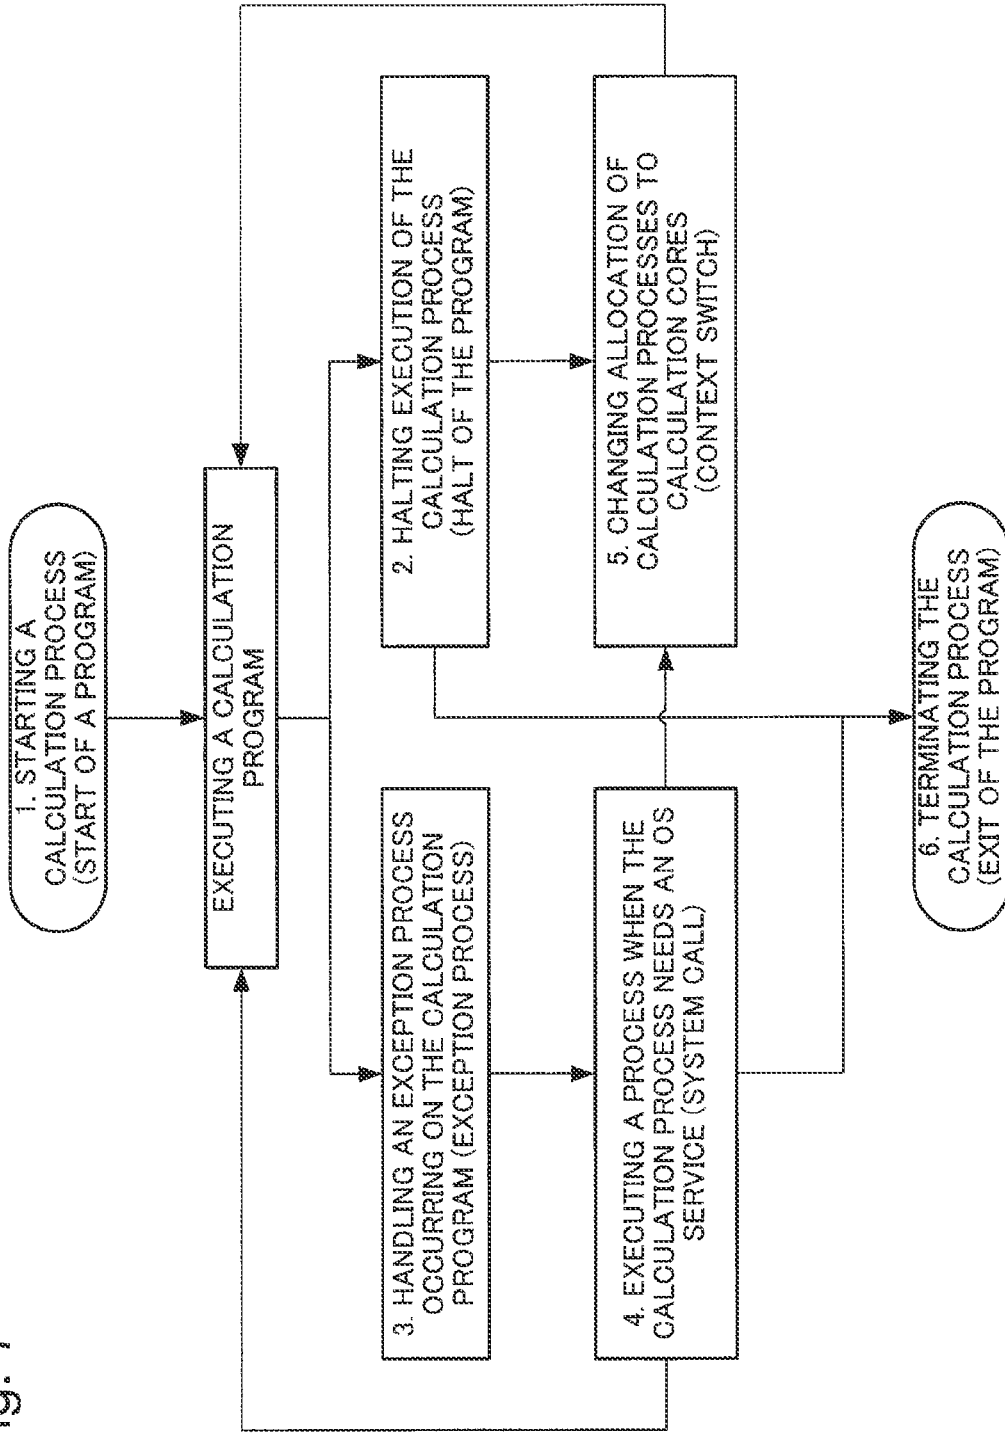 1. STARTING A
CALCULATION PROCESS
(START OF A PROGRAM)
EXECUTING A CALCULATION
PROGRAM
3. HANDLING AN EXCEPTION PROCESS
OCCURRING ON THE CALCULATION
PROGRAM (EXCEPTION PROCESS)
2. HALTING EXECUTION OF THE
CALCULATION PROCESS
(HALT OF THE PROGRAM)
4. EXECUTING A PROCESS WHEN THE
CALCULATION PROCESS NEEDS AN OS
SERVICE (SYSTEM CALL)
5. CHANGING ALLOCATION OF
CALCULATION PROCESSES TO
CALCULATION CORES
(CONTEXT SWITCH)
6. TERMINATING THE
CALCULATION PROCESS
(EXIT OF THE PROGRAM)